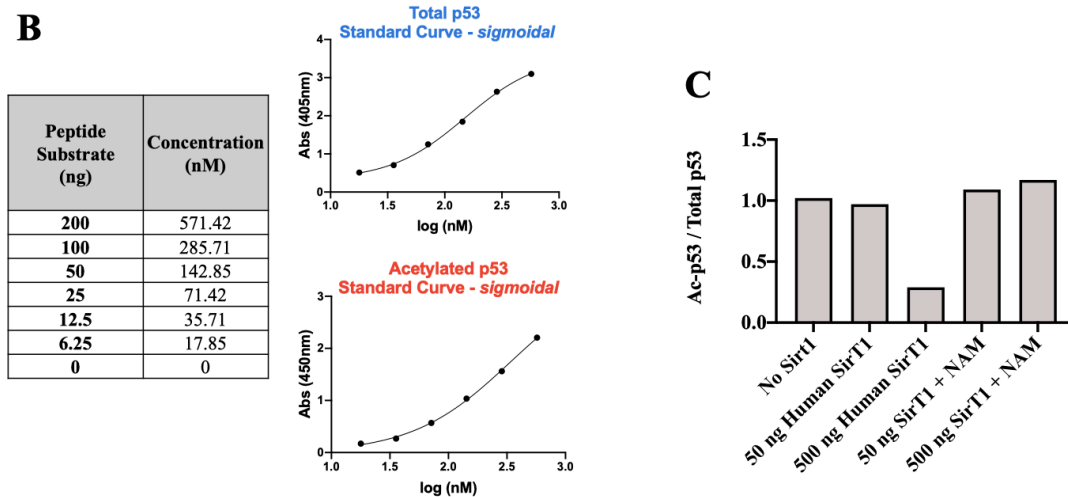 B
Peptide
Substrate
(ng)
Concentration
(nM)
200 571.42
100 285.71
50 142.85
25 71.42
12.5 35.71
6.25 17.85
0 0
Total p53
Standard Curve - sigmoidal
Abs (405nm)
4
3
2
1
0
1.0 1.5 2.0 2.5 3.0
log (nM)
Acetylated p53
Standard Curve - sigmoidal
Abs (450nm)
3
2
1
0
1.0 1.5 2.0 2.5 3.0
log (nM)
C
Ac-p53 / Total p53
1.5
1.0
0.5
0.0
No Sirt1
50 ng Human SirT1
500 ng Human SirT1
50 ng SirT1 + NAM
500 ng SirT1 + NAM